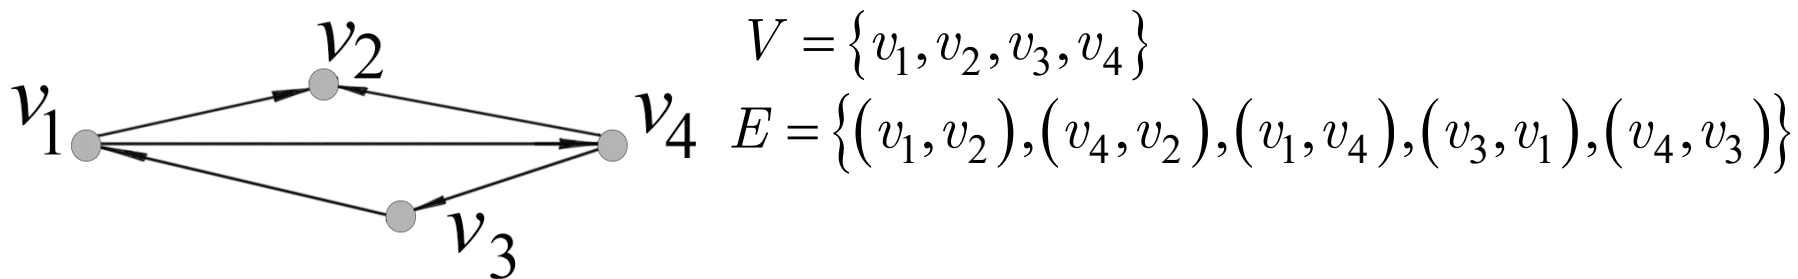 v2
v1
v4
v3
V = {v1, v2, v3, v4}
E = {(v1, v2), (v4, v2), (v1, v4), (v3, v1), (v4, v3)}